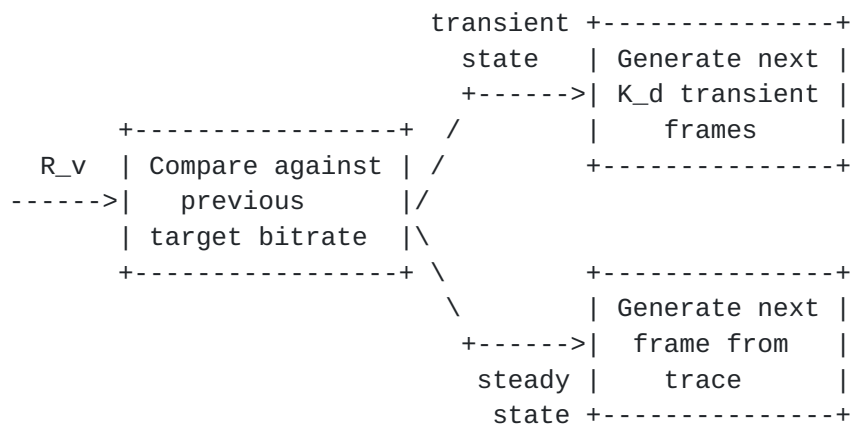 transient +---------------+
                           state   | Generate next |
                           +------>| K_d transient |
      +-----------------+  /       |    frames     |
 R_v  | Compare against | /        +---------------+
----->|   previous      |/
      | target bitrate  |\
      +-----------------+ \        +---------------+
                           \       | Generate next |
                           +------>|  frame from   |
                            steady |    trace      |
                             state +---------------+